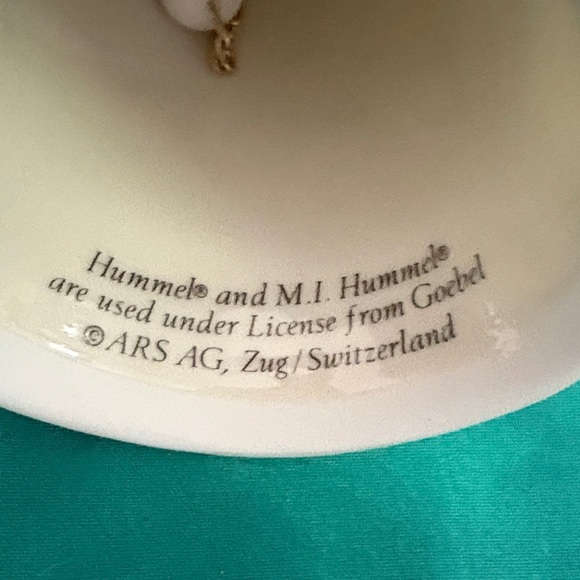 Hummel® and M.I. Hummel®
are used under License from Goebel
©ARS AG, Zug/Switzerland